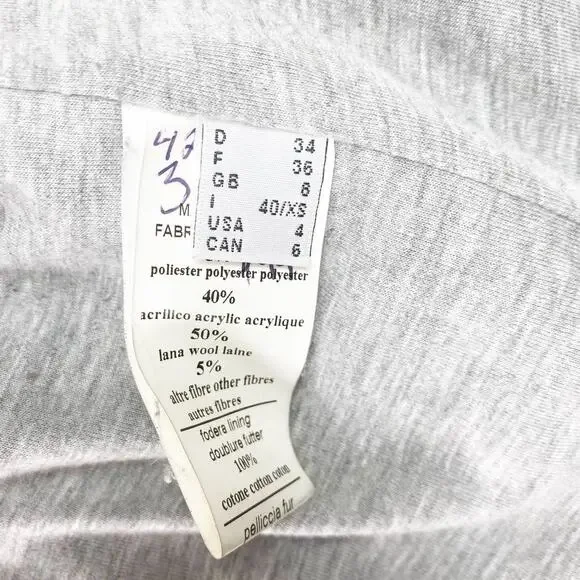 42
3
D 34
F 36
GB 8
I 40/XS
USA 4
CAN 6
M
FABR
poliester polyester polyester
40%
acrilico acrylic acrylique
50%
lana wool laine
5%
altre fibre other fibres
autres fibres
fodera lining
doublure futter
100%
cotone cotton coton
pelliccia fur